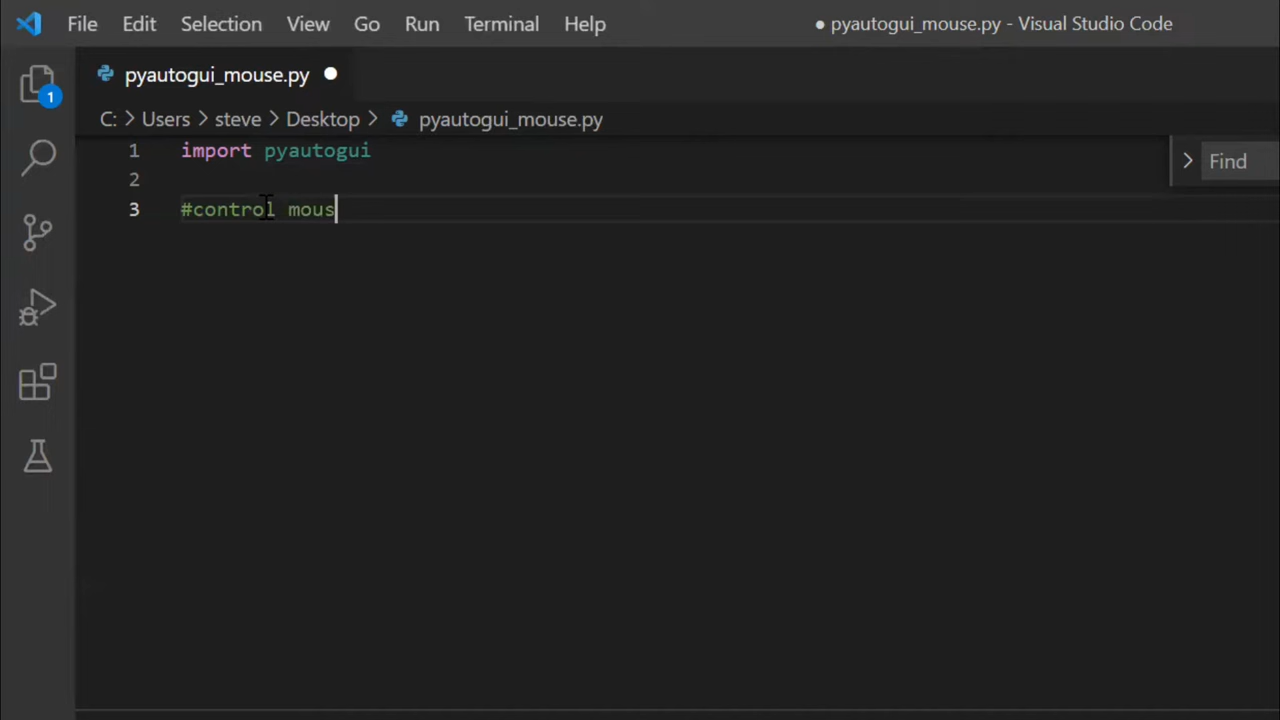 File Edit Selection View Go Run Terminal Help ● pyautogui_mouse.py - Visual Studio Code
1
pyautogui_mouse.py ●
C: > Users > steve > Desktop > pyautogui_mouse.py
1 import pyautogui
> Find
2
3 #control mous